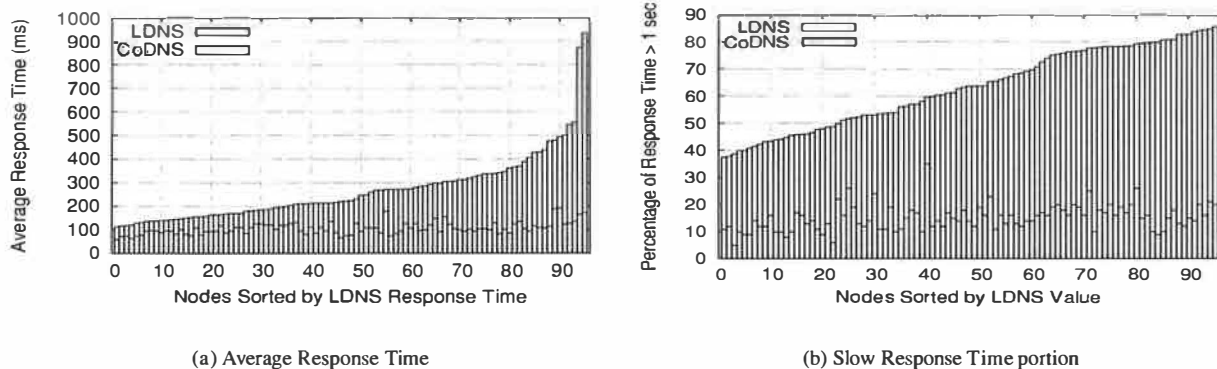 Average Response Time (ms)
1000
900
800
700
600
500
400
300
200
100
0
LDNS
CoDNS
0 10 20 30 40 50 60 70 80 90
Nodes Sorted by LDNS Response Time
(a) Average Response Time
Percentage of Response Time > 1 sec
90
80
70
60
50
40
30
20
10
0
LDNS
CoDNS
0 10 20 30 40 50 60 70 80 90
Nodes Sorted by LDNS Value
(b) Slow Response Time portion